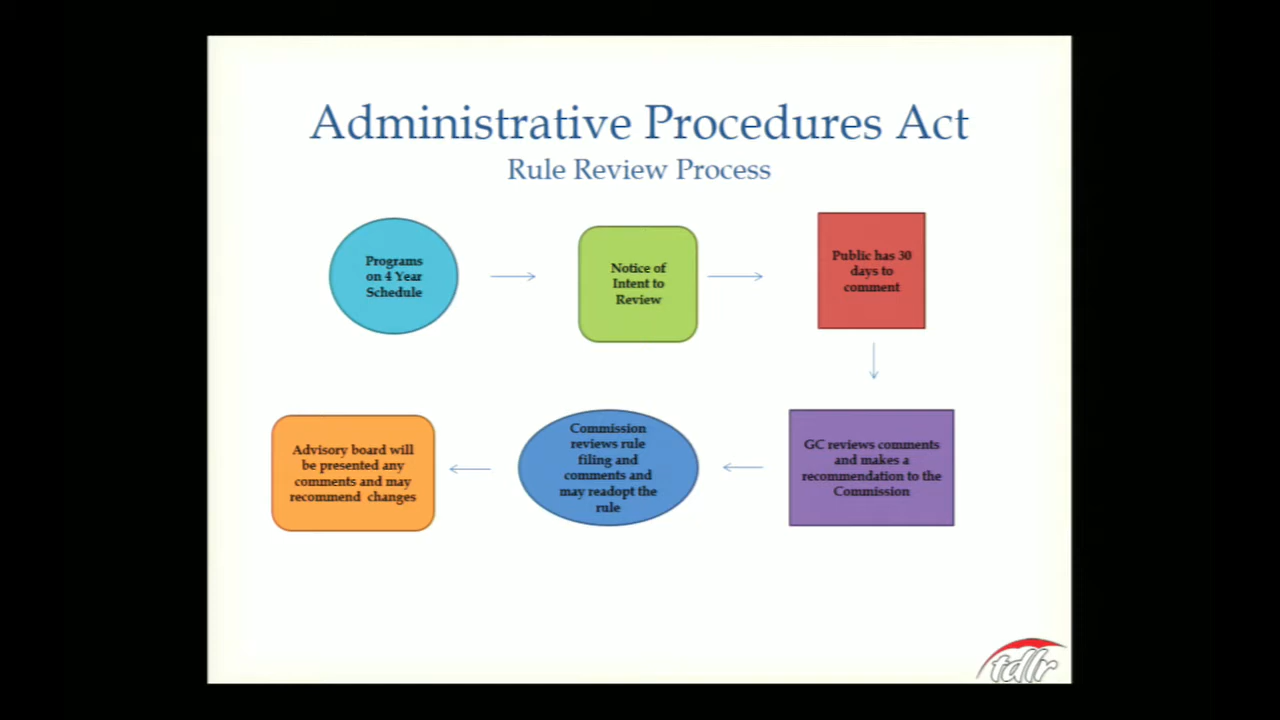 Administrative Procedures Act
Rule Review Process
Programs
on 4 Year
Schedule
Notice of
Intent to
Review
Public has 30
days to
comment
GC reviews comments
and makes a
recommendation to the
Commission
Commission
reviews rule
filing and
comments and
may readopt the
rule
Advisory board will
be presented any
comments and may
recommend changes
tdlr